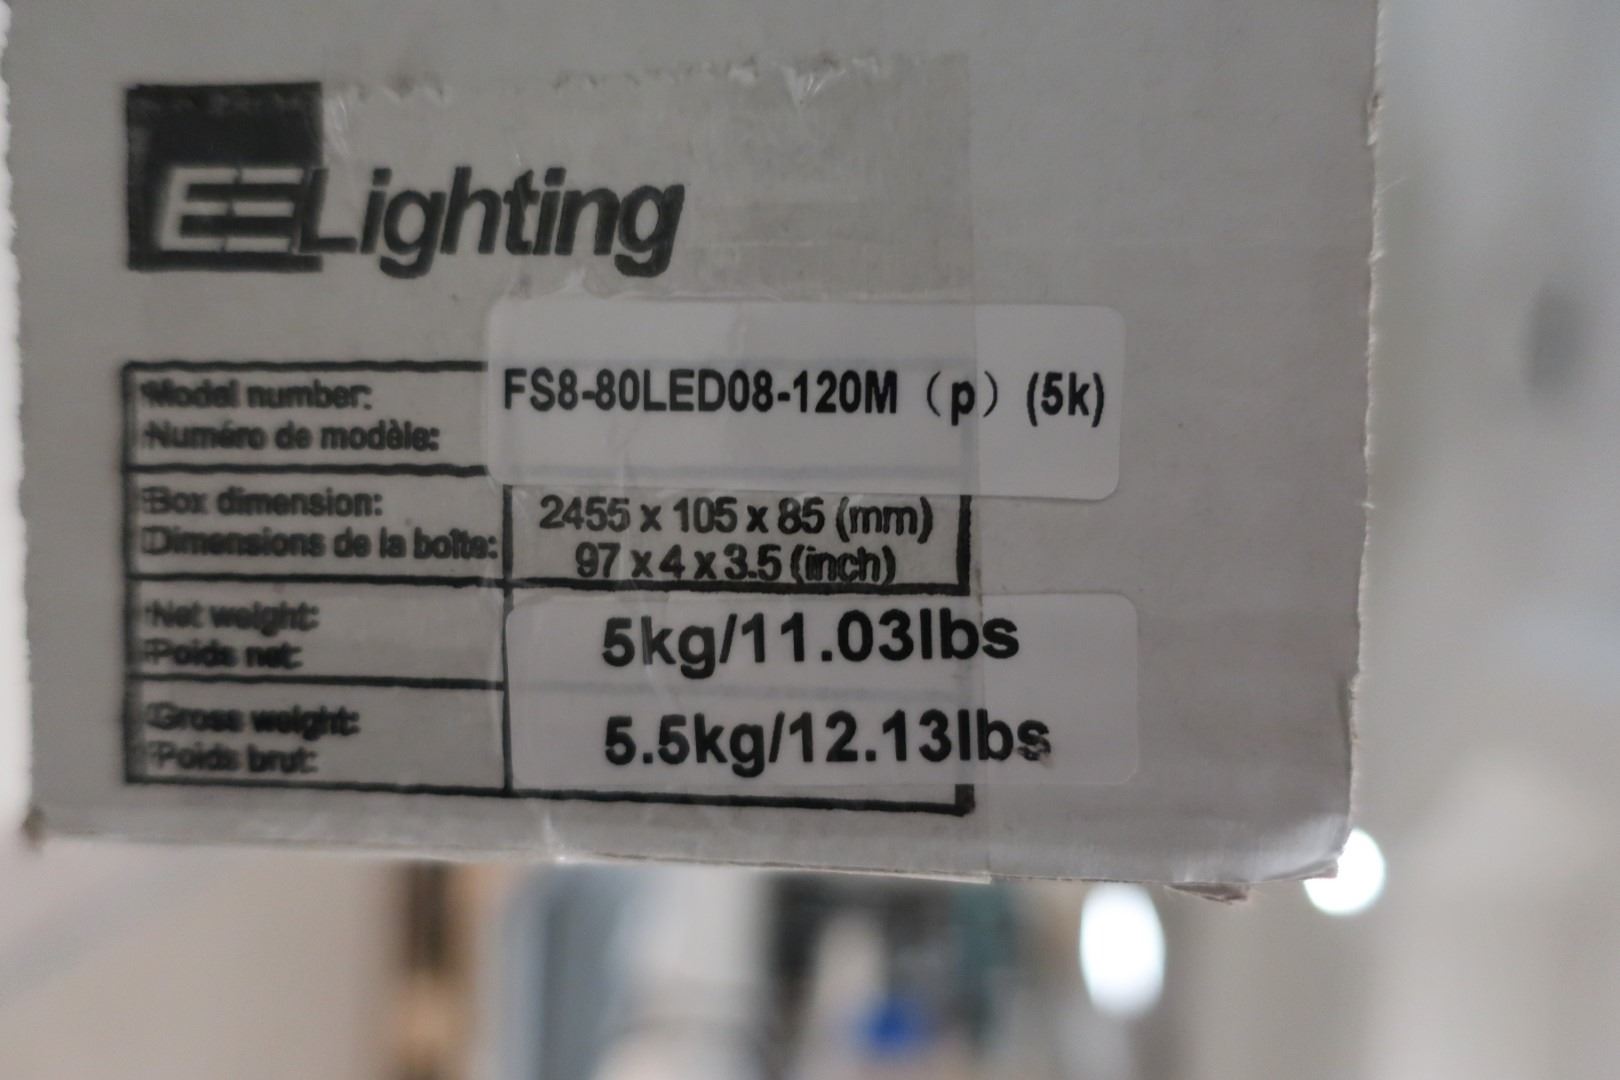 EELighting
Model number: FS8-80LED08-120M (p) (5k)
Numéro de modèle:
Box dimension: 2455 x 105 x 85 (mm)
Dimensions de la boîte: 97 x 4 x 3.5 (inch)
Net weight: 5kg/11.03lbs
Poids net:
Gross weight: 5.5kg/12.13lbs
Poids brut: